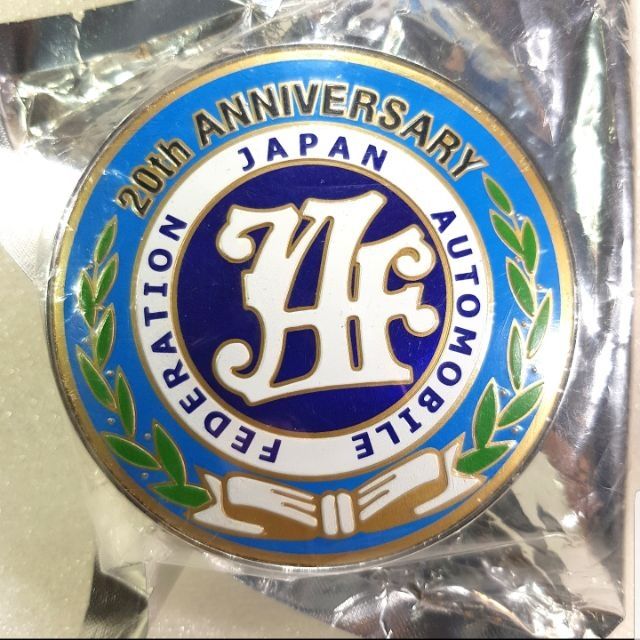 20th ANNIVERSARY
JAPAN AUTOMOBILE FEDERATION
JAF